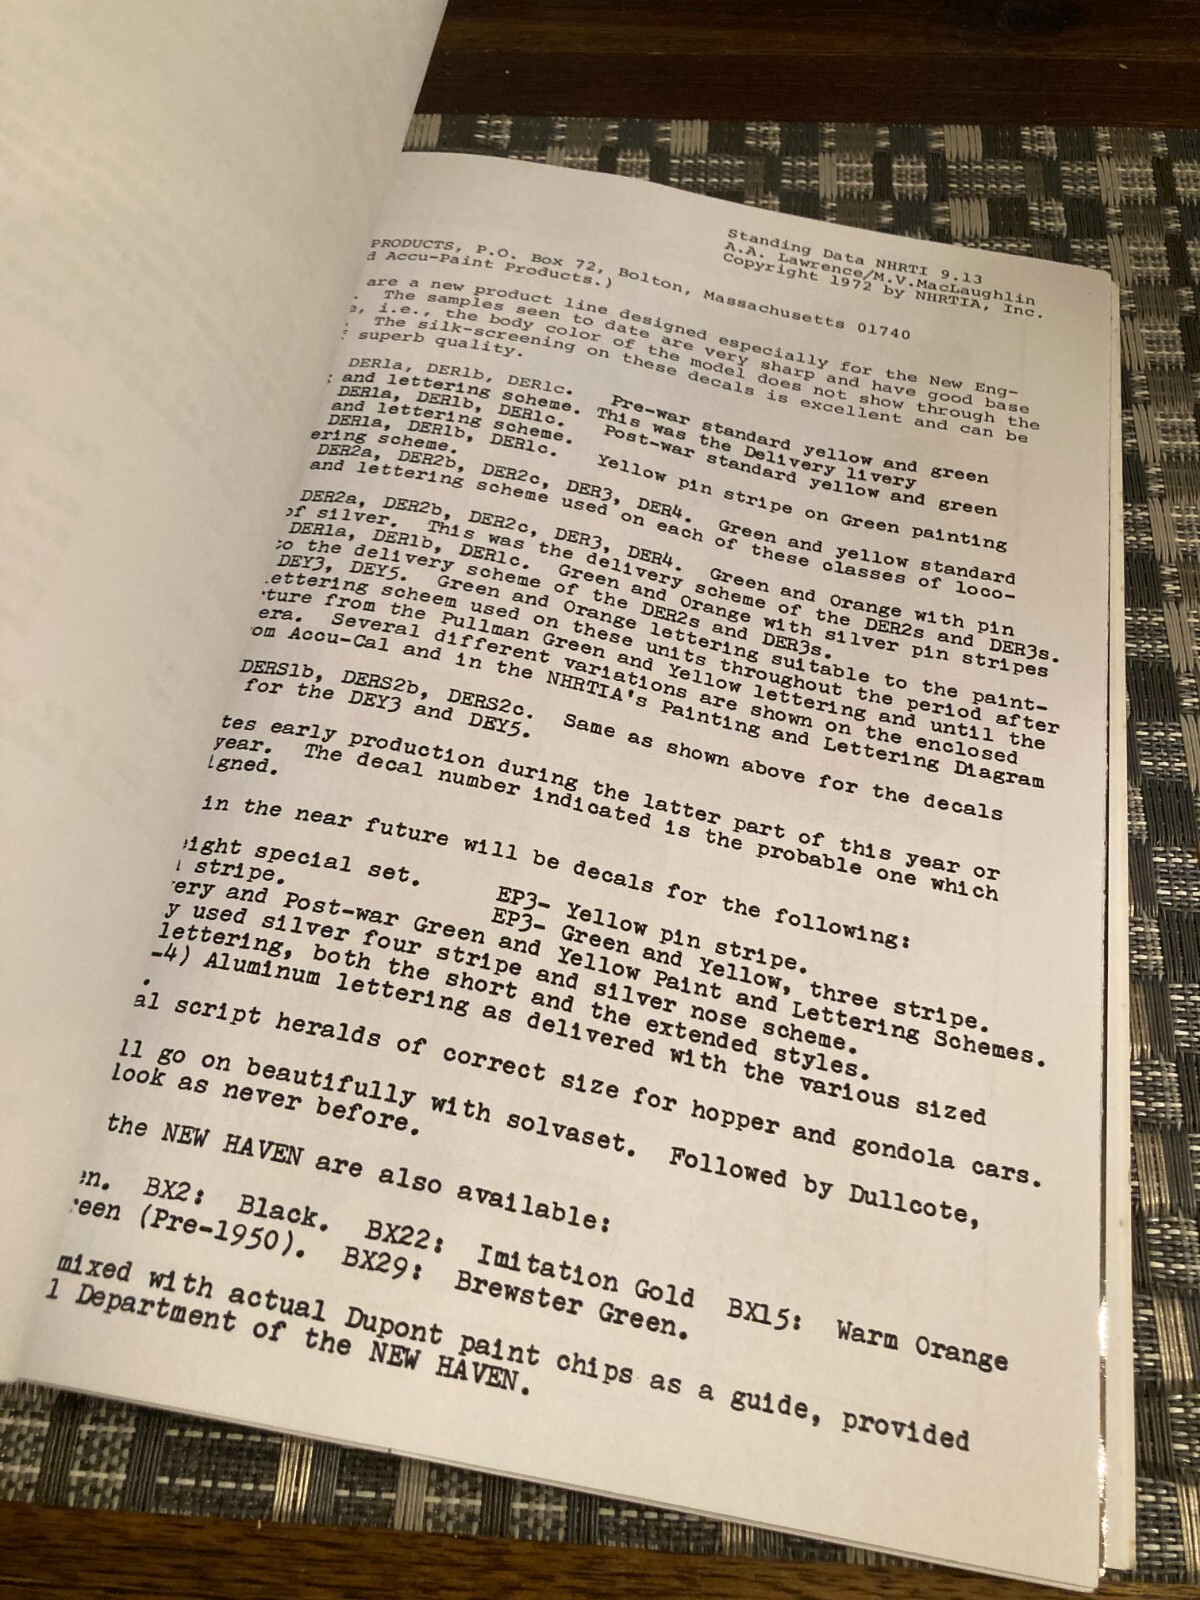 Standing Data NHRTI 9.13
A.A. Lawrence/M.V.MacLaughlin
Copyright 1972 by NHRTIA, Inc.
PRODUCTS, P.O. Box 72, Bolton, Massachusetts 01740
d Accu-Paint Products.)
are a new product line designed especially for the New Eng-
. The samples seen to date are very sharp and have good base
e, i.e., the body color of the model does not show through the
. The silk-screening on these decals is excellent and can be
f superb quality.
DER1a, DER1b, DER1c. Pre-war standard yellow and green
; and lettering scheme. This was the Delivery livery
DER1a, DER1b, DER1c. Post-war standard yellow and green
and lettering scheme.
DER1a, DER1b, DER1c. Yellow pin stripe on Green painting
ering scheme.
DER2a, DER2b, DER2c, DER3, DER4. Green and yellow standard
and lettering scheme used on each of these classes of loco-
DER2a, DER2b, DER2c, DER3, DER4. Green and Orange with pin
of silver. This was the delivery scheme of the DER2s and DER3s.
DER1a, DER1b, DER1c. Green and Orange with silver pin stripes
to the delivery scheme of the DER2s and DER3s.
DEY3, DEY5. Green and Orange lettering suitable to the paint-
ettering scheem used on these units throughout the period after
ture from the Pullman Green and Yellow lettering and until the
era. Several different variations are shown on the enclosed
om Accu-Cal and in the NHRTIA's Painting and Lettering Diagram
DERS1b, DERS2b, DERS2c. Same as shown above for the decals
for the DEY3 and DEY5.
tes early production during the latter part of this year or
year. The decal number indicated is the probable one which
igned.
in the near future will be decals for the following:
eight special set. EP3- Yellow pin stripe.
stripe. EP3- Green and Yellow, three stripe.
ery and Post-war Green and Yellow Paint and Lettering Schemes.
y used silver four stripe and silver nose scheme.
lettering, both the short and the extended styles.
-4) Aluminum lettering as delivered with the various sized
.
al script heralds of correct size for hopper and gondola cars.
ll go on beautifully with solvaset. Followed by Dullcote,
look as never before.
the NEW HAVEN are also available:
en. BX2: Black. BX22: Imitation Gold BX15: Warm Orange
reen (Pre-1950). BX29: Brewster Green.
mixed with actual Dupont paint chips as a guide, provided
l Department of the NEW HAVEN.